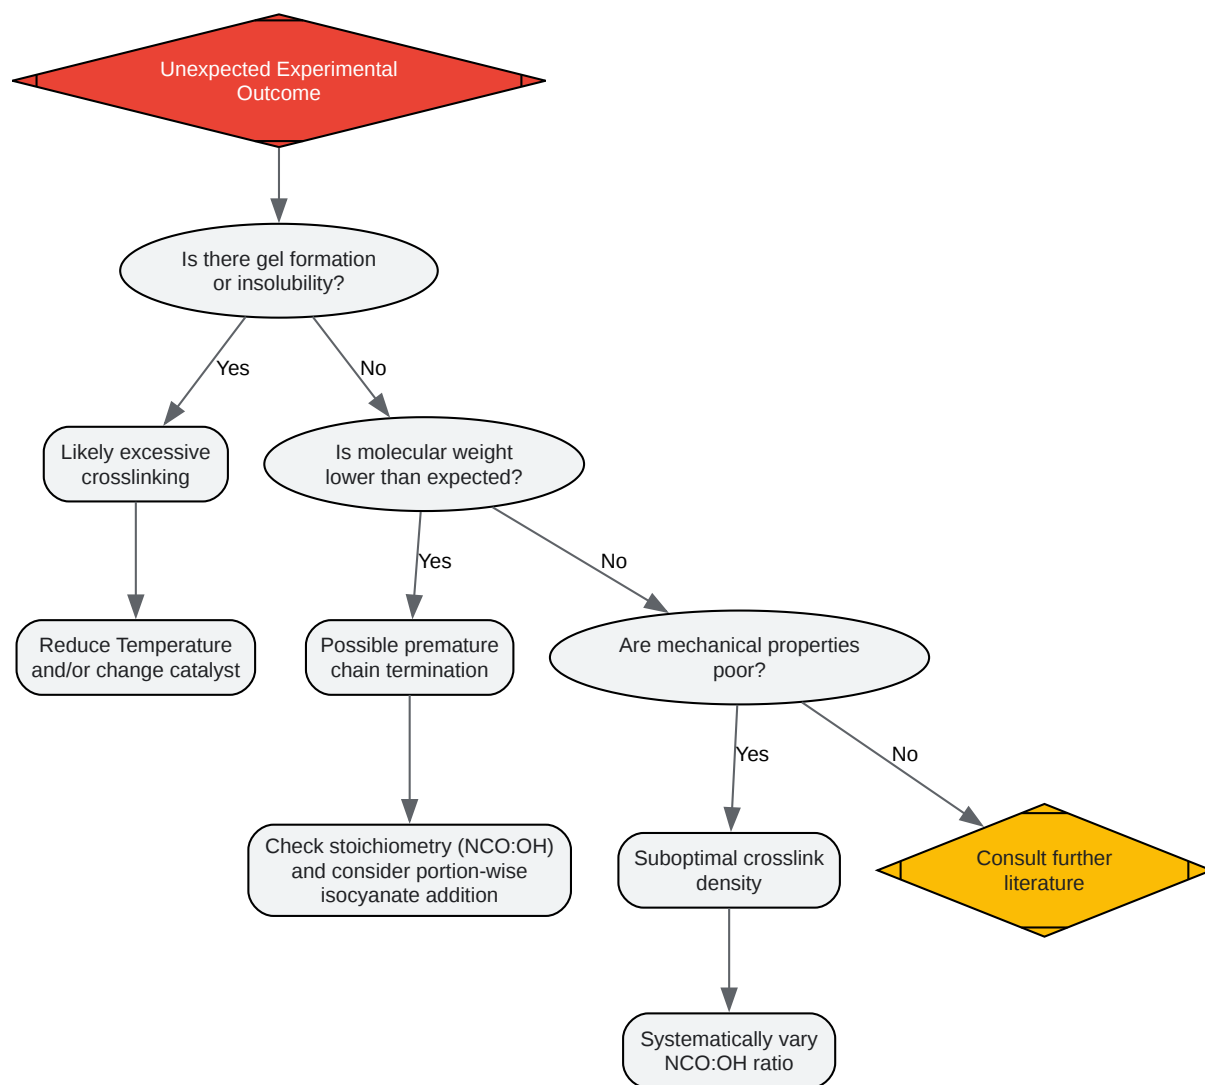 Unexpected Experimental
Outcome
Is there gel formation
or insolubility?
Yes
No
Likely excessive
crosslinking
Is molecular weight
lower than expected?
Yes
No
Reduce Temperature
and/or change catalyst
Possible premature
chain termination
Are mechanical properties
poor?
Yes
No
Check stoichiometry (NCO:OH)
and consider portion-wise
isocyanate addition
Suboptimal crosslink
density
Consult further
literature
Systematically vary
NCO:OH ratio